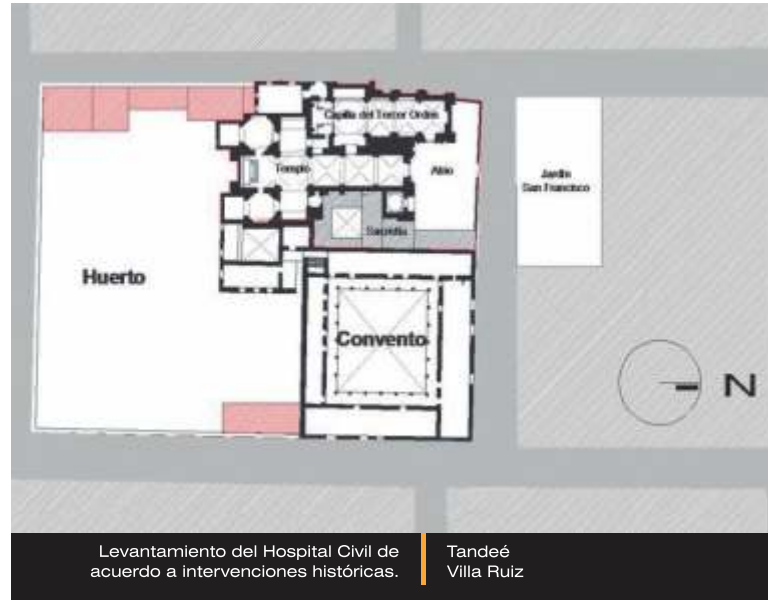 Capilla del Tercer Orden
Templo
Atrio
Jardín
San Francisco
Sacristía
Huerto
Convento
N
Levantamiento del Hospital Civil de
acuerdo a intervenciones históricas.
Tandeé
Villa Ruiz